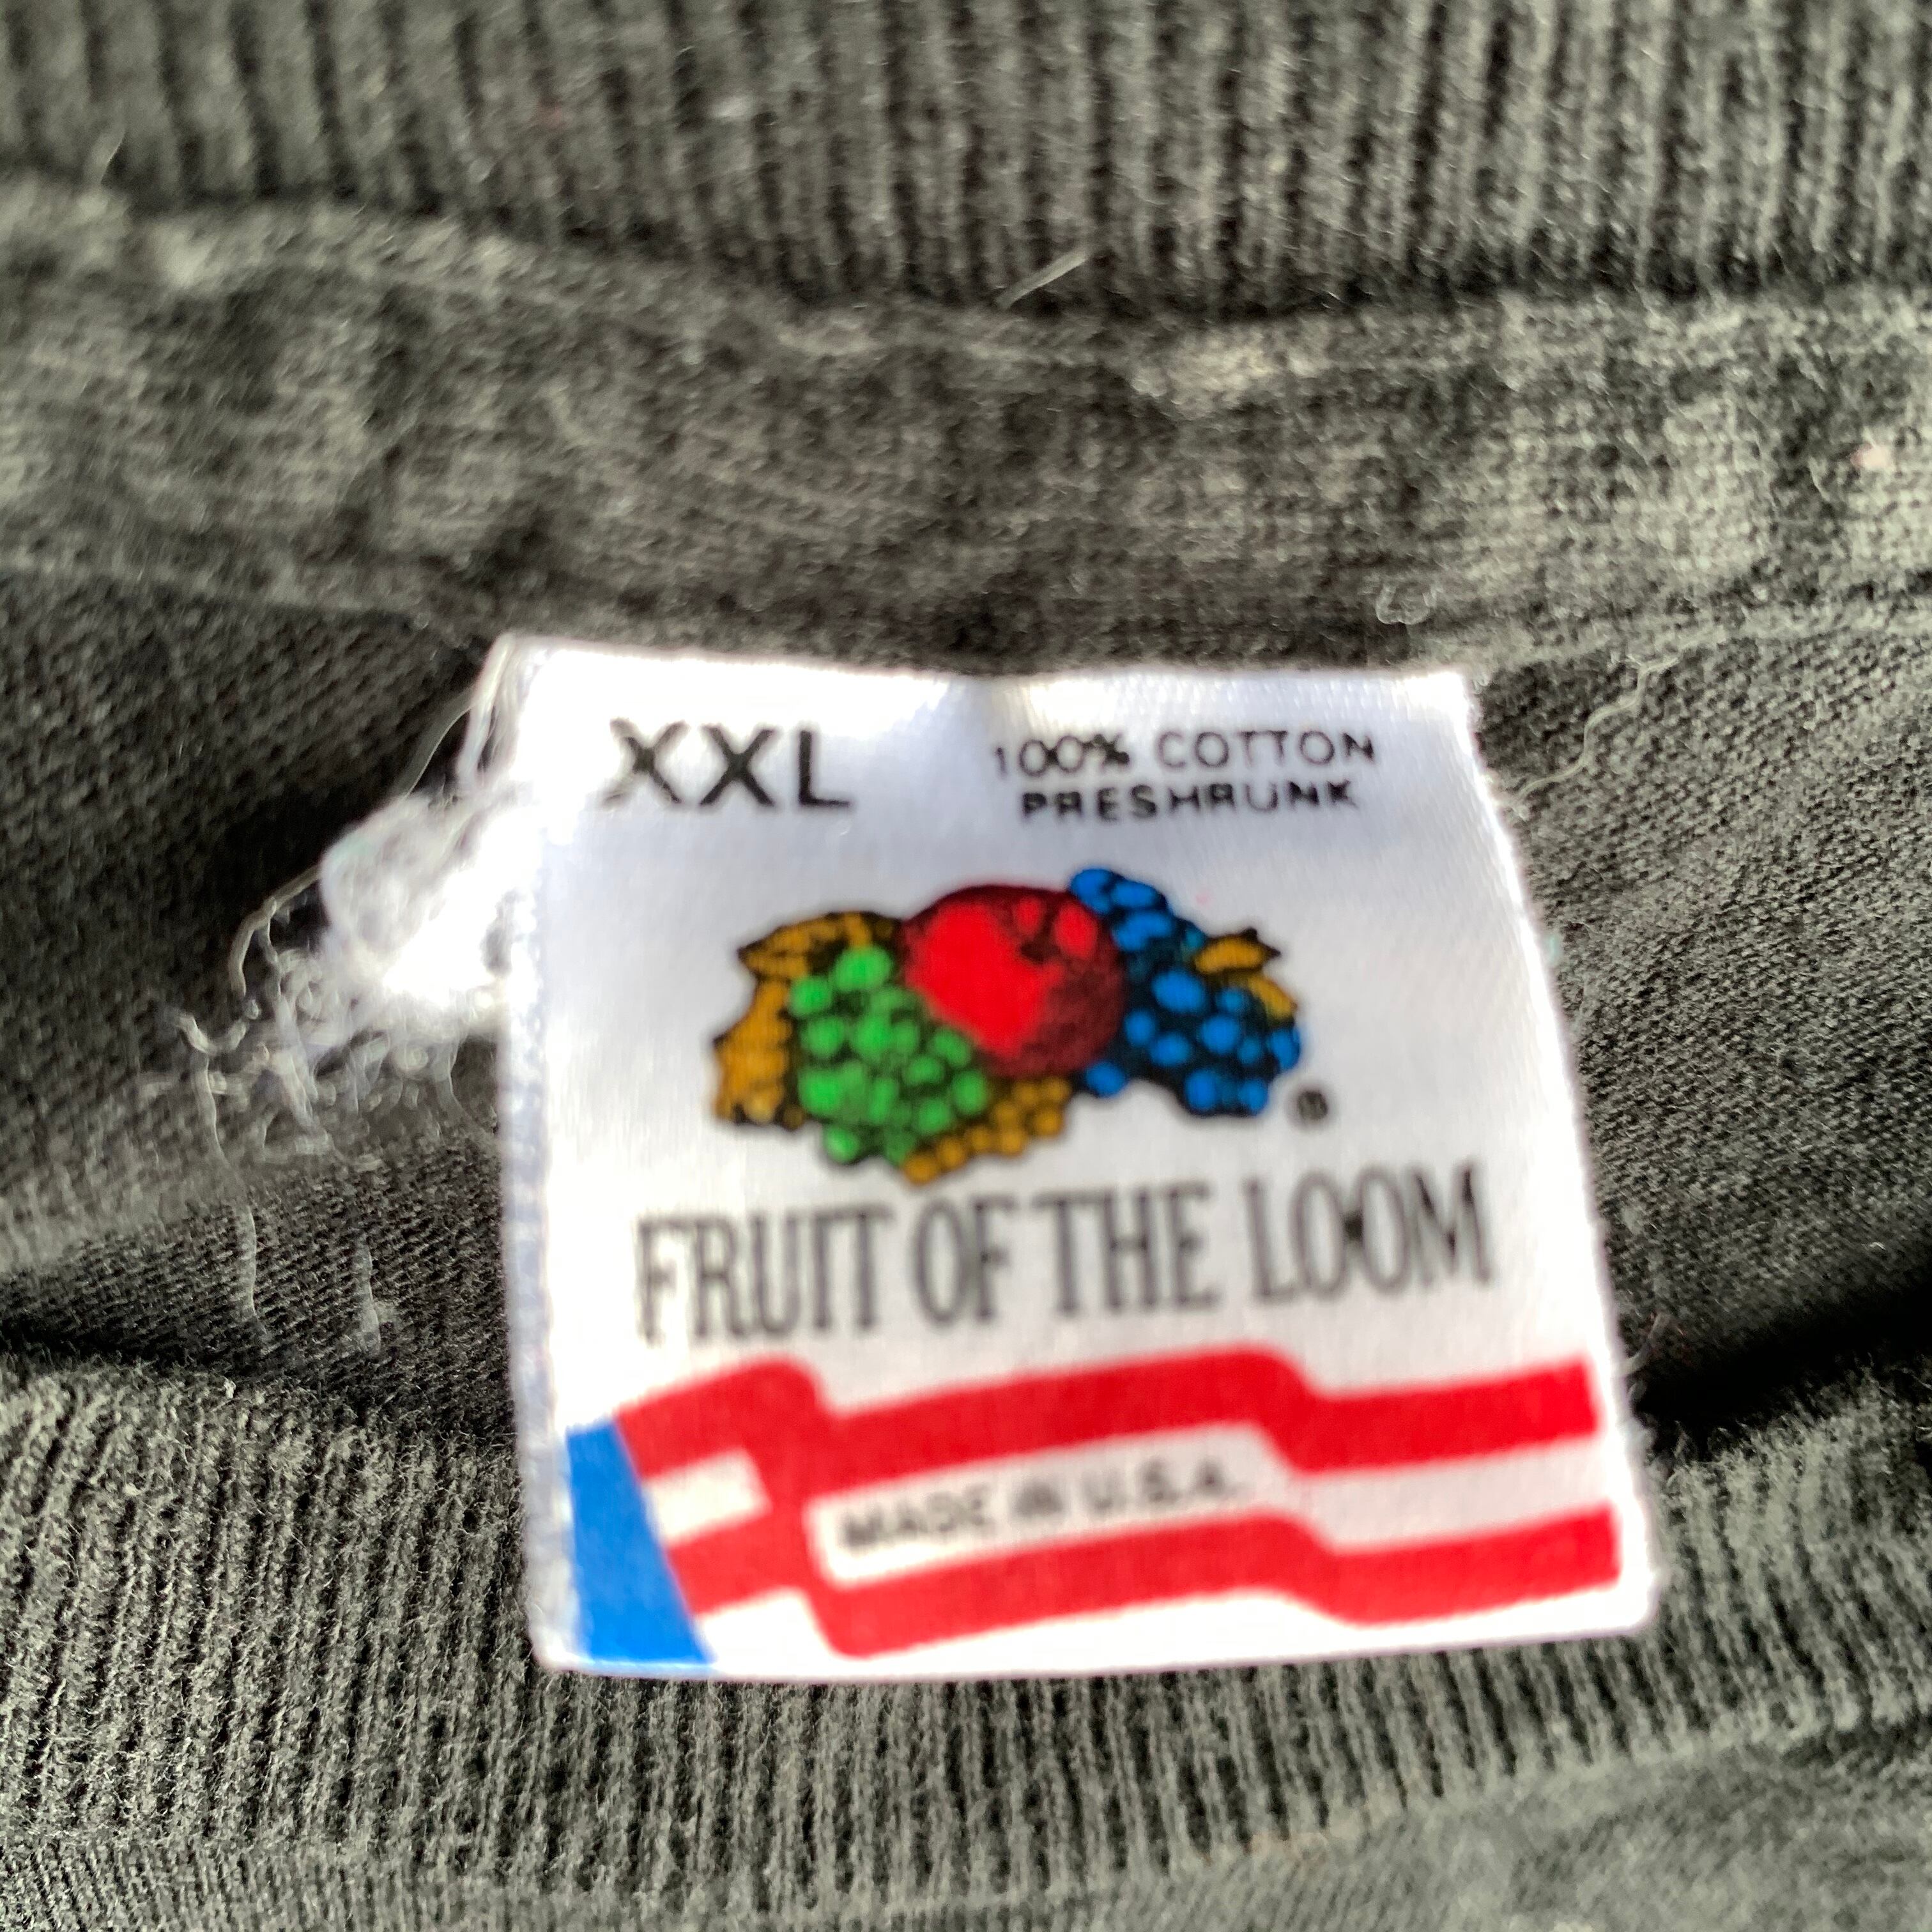 XXL
100% COTTON
PRESHRUNK
®
FRUIT OF THE LOOM
MADE IN U.S.A.